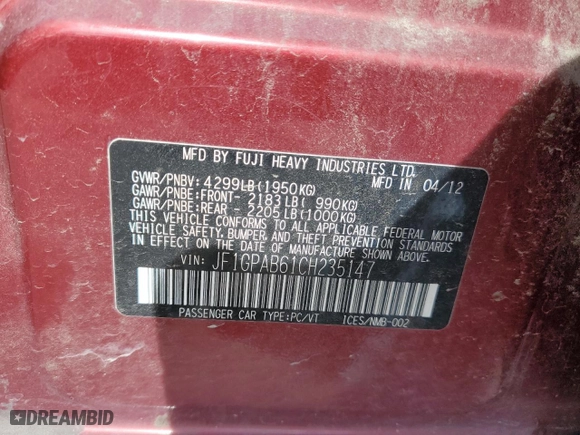 MFD BY FUJI HEAVY INDUSTRIES LTD.
GVWR/PNBV: 4299LB(1950KG) MFD IN 04/12
GAWR/PNBE:FRONT- 2183LB( 990KG)
GAWR/PNBE:REAR - 2205LB(1000KG)
THIS VEHICLE CONFORMS TO ALL APPLICABLE FEDERAL MOTOR
VEHICLE SAFETY, BUMPER, AND THEFT PREVENTION STANDARDS
IN EFFECT ON THE DATE OF MANUFACTURE SHOWN ABOVE.
VIN: JF1GPAB61CH235147
PASSENGER CAR TYPE:PC/VT ICES/NMB-002
DREAMBID